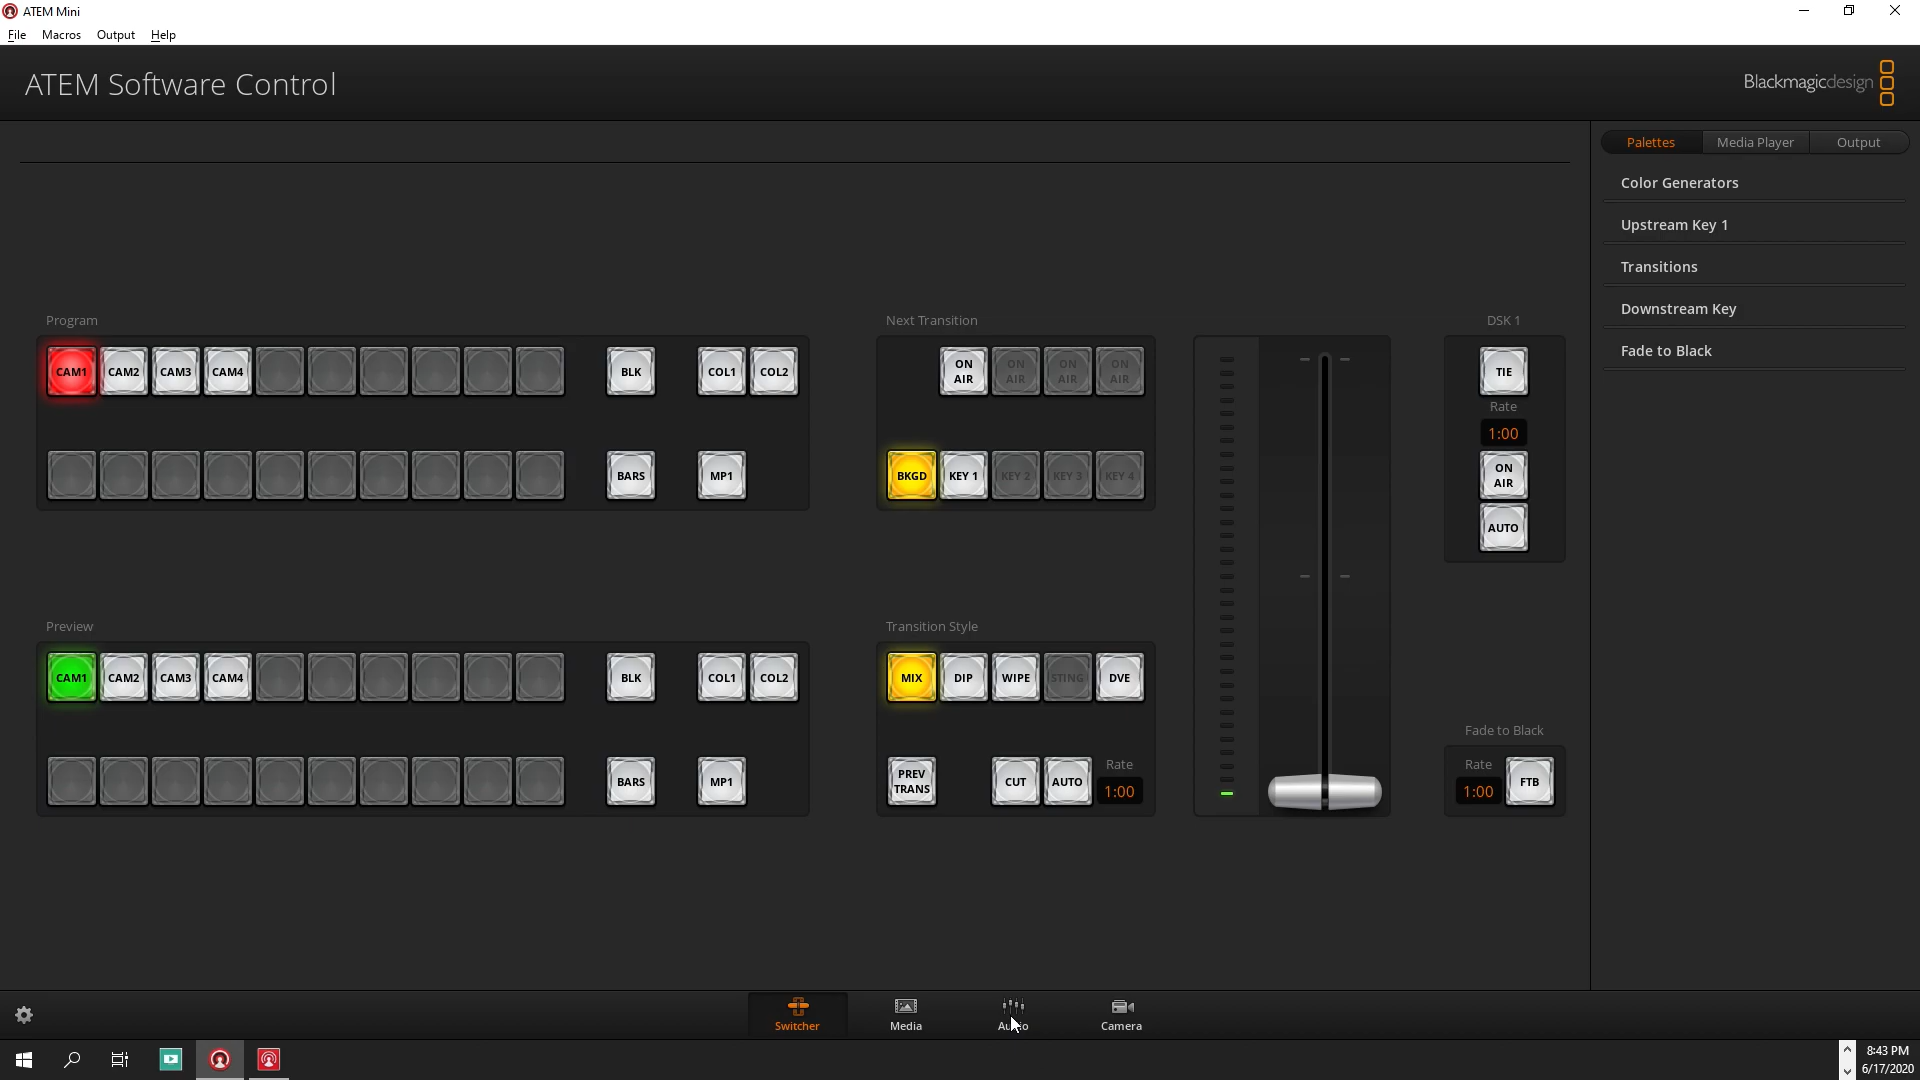 ATEM Mini
File Macros Output Help
ATEM Software Control
Blackmagicdesign
Palettes Media Player Output
Color Generators
Upstream Key 1
Transitions
Downstream Key
Fade to Black
Program
CAM1 CAM2 CAM3 CAM4 BLK COL1 COL2
BARS MP1
Next Transition
ON AIR ON AIR ON AIR ON AIR
BKGD KEY 1 KEY 2 KEY 3 KEY 4
DSK 1
TIE
Rate
1:00
ON AIR
AUTO
Preview
CAM1 CAM2 CAM3 CAM4 BLK COL1 COL2
BARS MP1
Transition Style
MIX DIP WIPE STING DVE
PREV TRANS CUT AUTO Rate 1:00
Fade to Black
Rate
1:00 FTB
Switcher Media Audio Camera
8:43 PM
6/17/2020